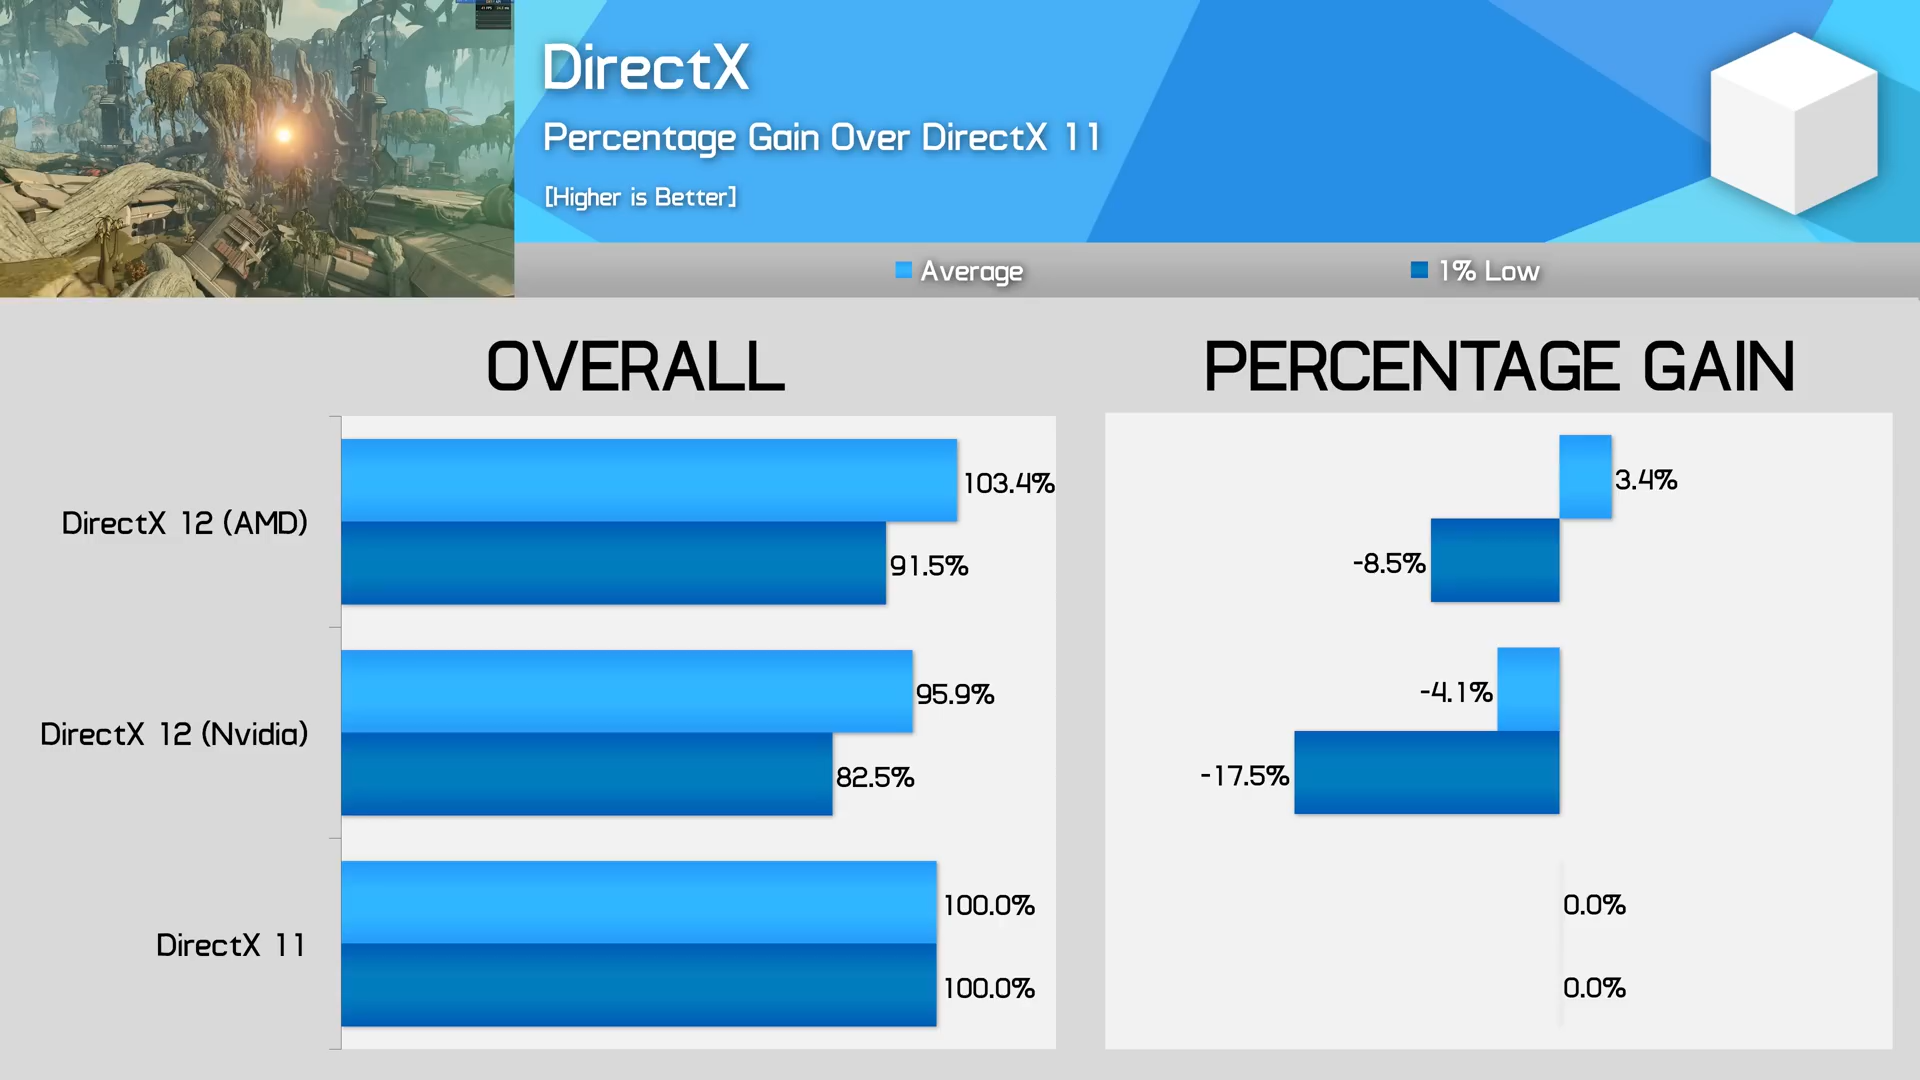 DirectX
Percentage Gain Over DirectX 11
[Higher is Better]
Average
1% Low
OVERALL
PERCENTAGE GAIN
DirectX 12 (AMD)
103.4%
91.5%
3.4%
-8.5%
DirectX 12 (Nvidia)
95.9%
82.5%
-4.1%
-17.5%
DirectX 11
100.0%
100.0%
0.0%
0.0%